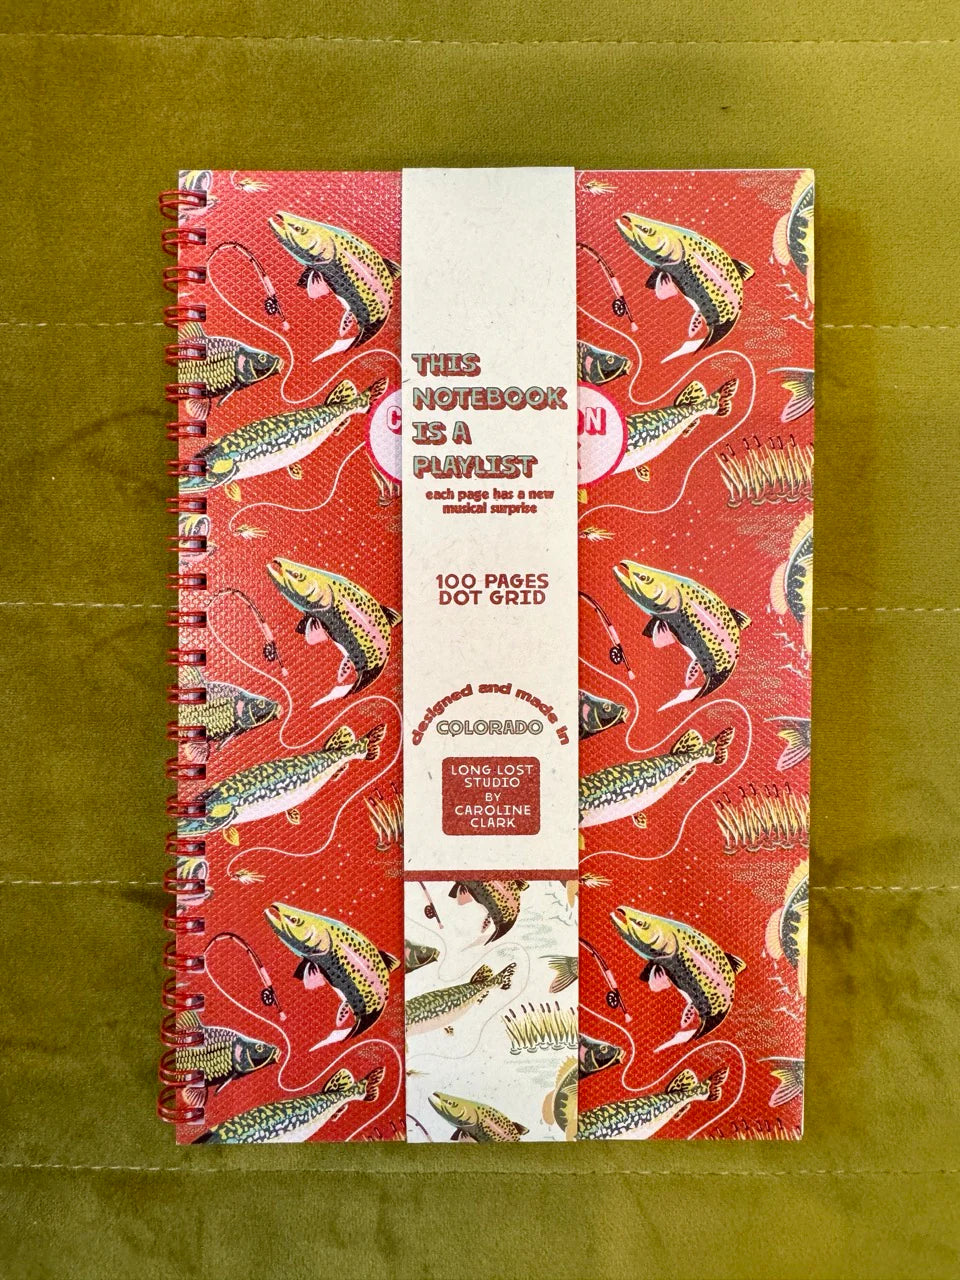 THIS
NOTEBOOK
IS A
PLAYLIST
each page has a new
musical surprise
100 PAGES
DOT GRID
designed and made in
COLORADO
LONG LOST
STUDIO
BY
CAROLINE
CLARK